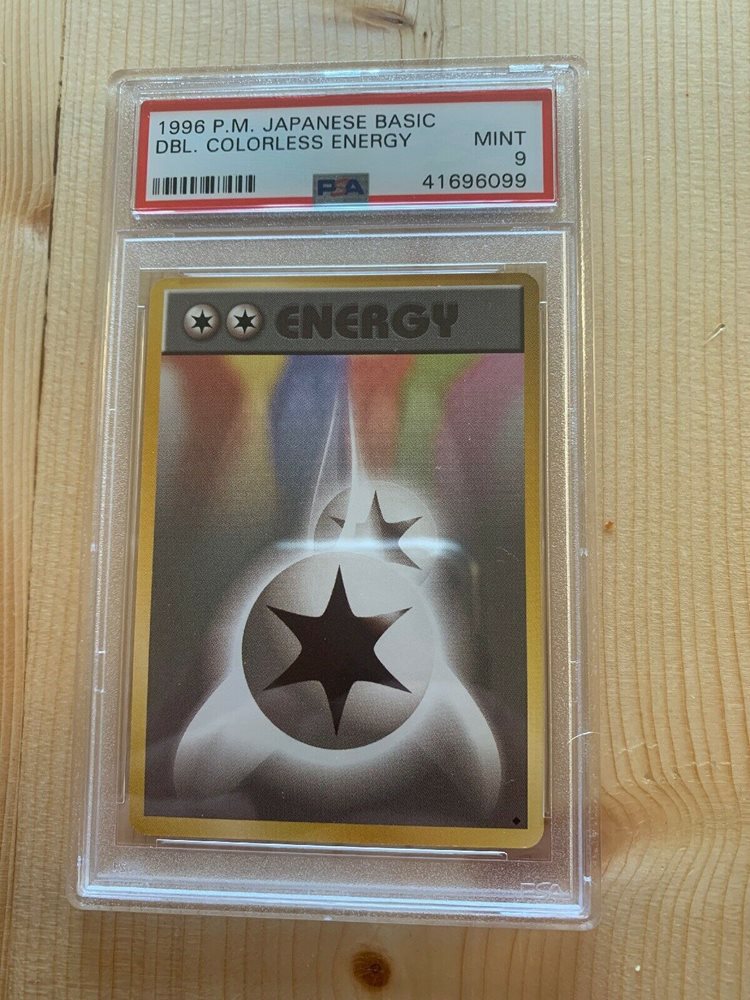 1996 P.M. JAPANESE BASIC
DBL. COLORLESS ENERGY
MINT
9
PSA
41696099
ENERGY
PSA